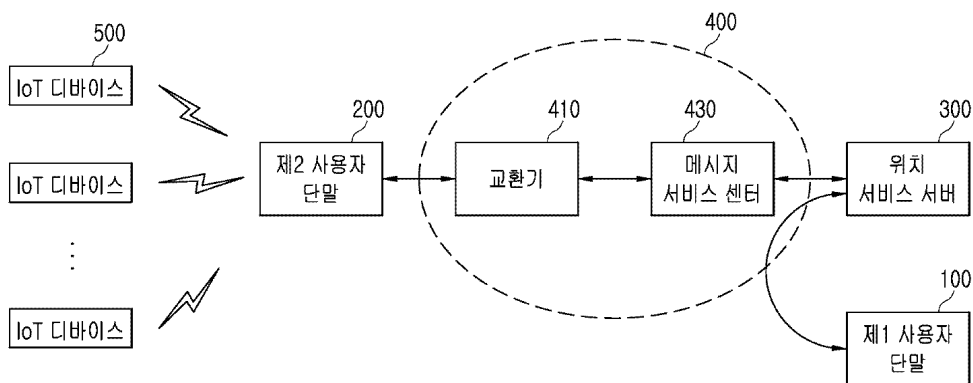 400
500
IoT 디바이스
200
410
430
300
IoT 디바이스
제2 사용자
단말
교환기
메시지
서비스 센터
위치
서비스 서버
100
IoT 디바이스
제1 사용자
단말